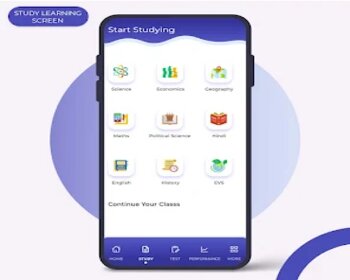 STUDY LEARNING
SCREEN
Start Studying
Science
Economics
Geography
Maths
Political Science
Hindi
English
History
EVS
Continue Your Classs
HOME
STUDY
TEST
PERFORMANCE
MORE